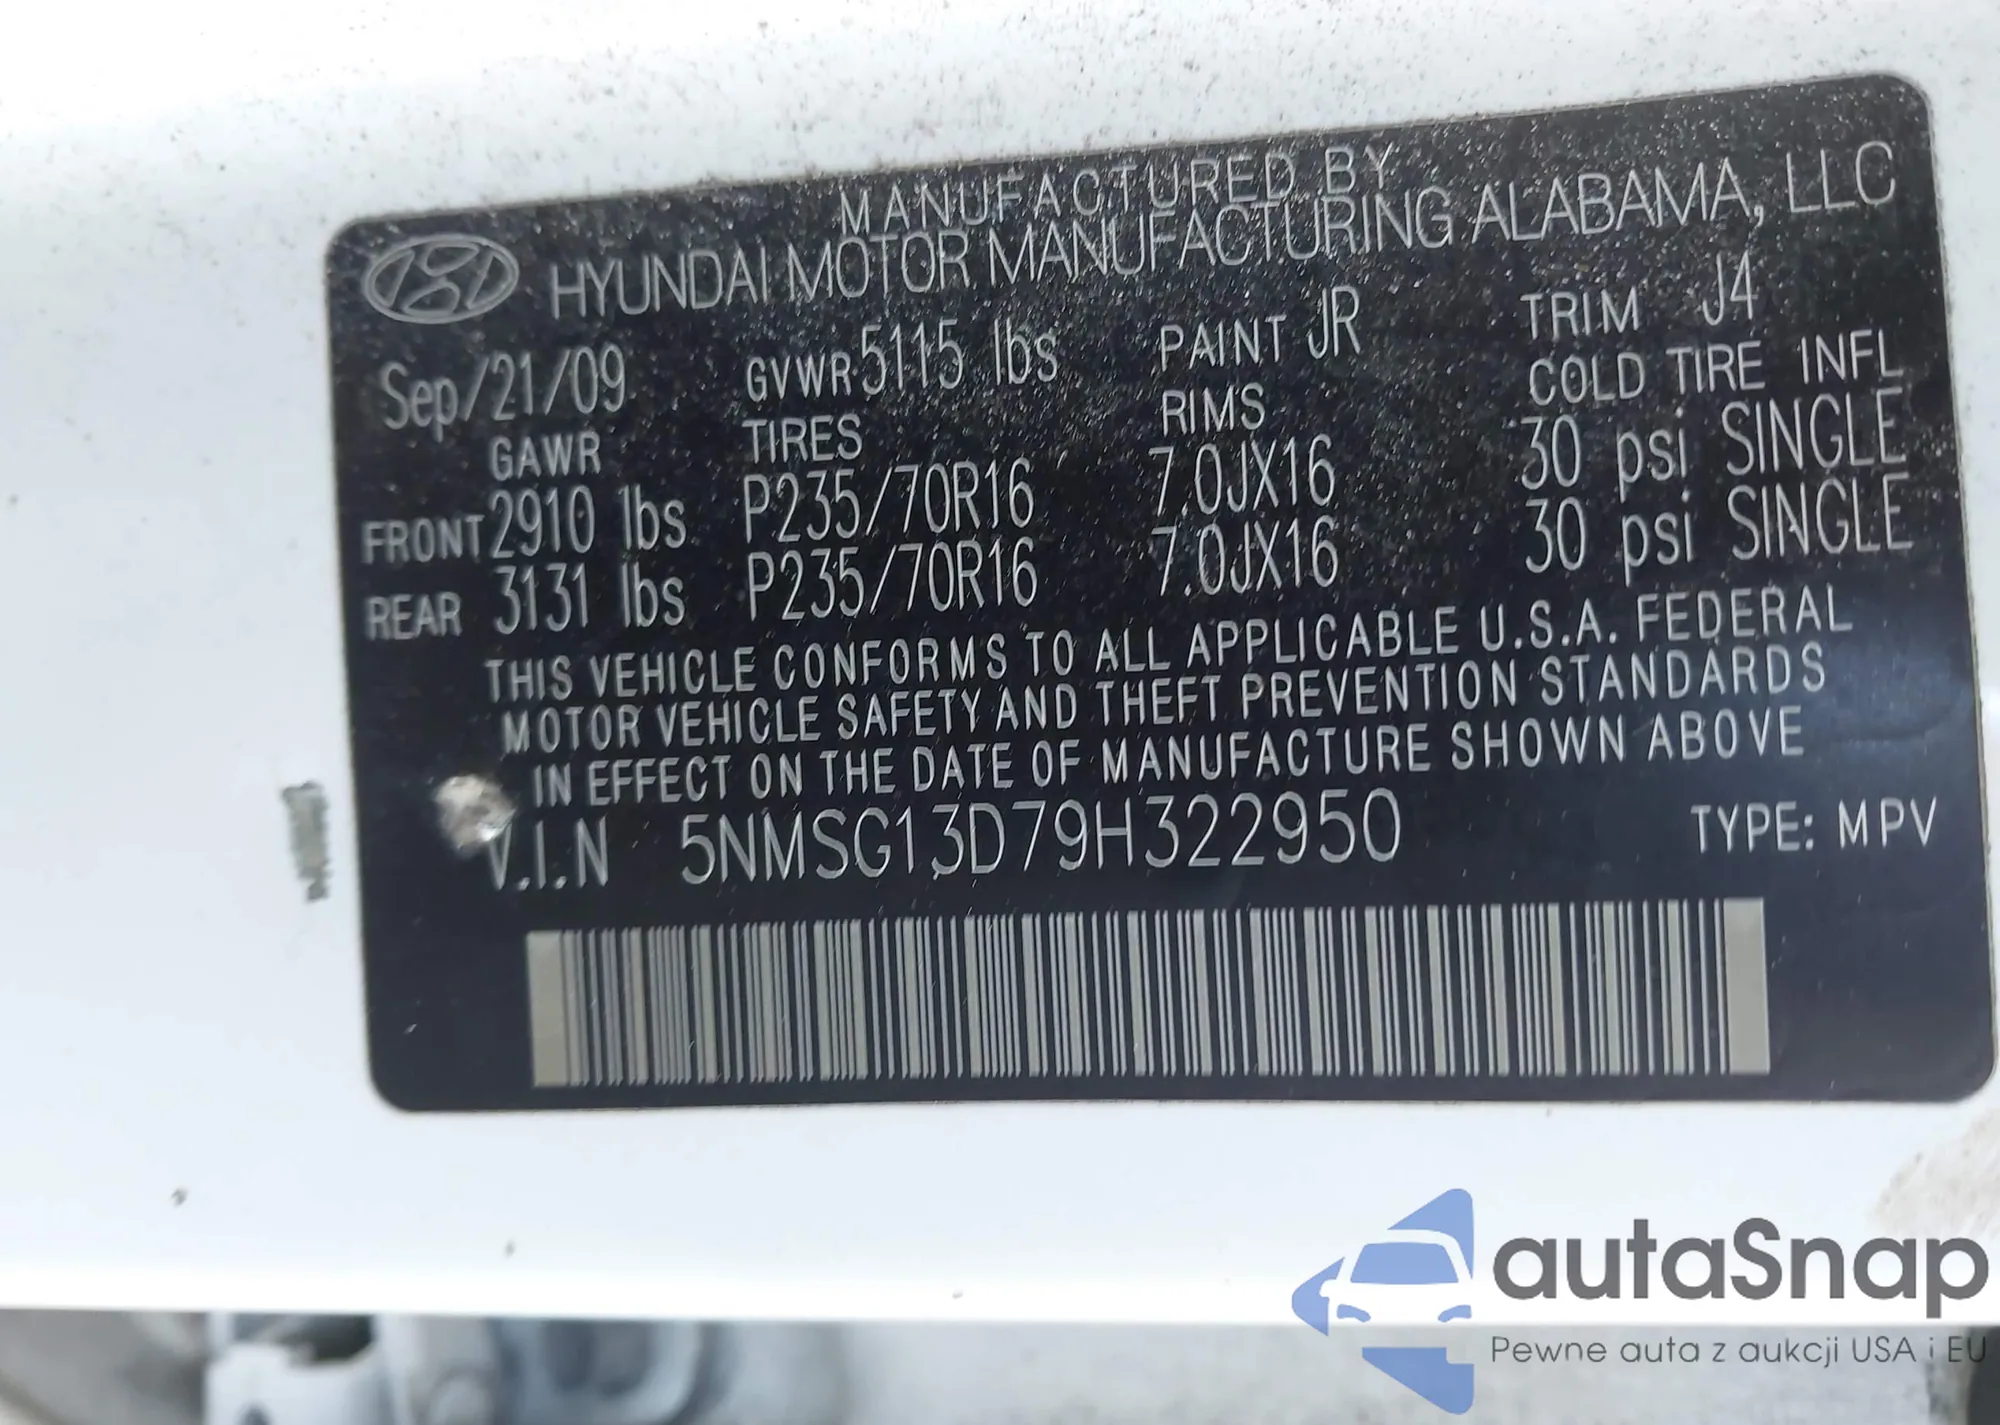 MANUFACTURED BY
HYUNDAI MOTOR MANUFACTURING ALABAMA, LLC
Sep/21/09 GVWR 5115 lbs PAINT JR TRIM J4
GAWR TIRES RIMS COLD TIRE INFL
FRONT 2910 lbs P235/70R16 7.0JX16 30 psi SINGLE
REAR 3131 lbs P235/70R16 7.0JX16 30 psi SINGLE
THIS VEHICLE CONFORMS TO ALL APPLICABLE U.S.A. FEDERAL
MOTOR VEHICLE SAFETY AND THEFT PREVENTION STANDARDS
IN EFFECT ON THE DATE OF MANUFACTURE SHOWN ABOVE
V.I.N 5NMSG13D79H322950 TYPE: MPV
autaSnap
Pewne auta z aukcji USA i EU